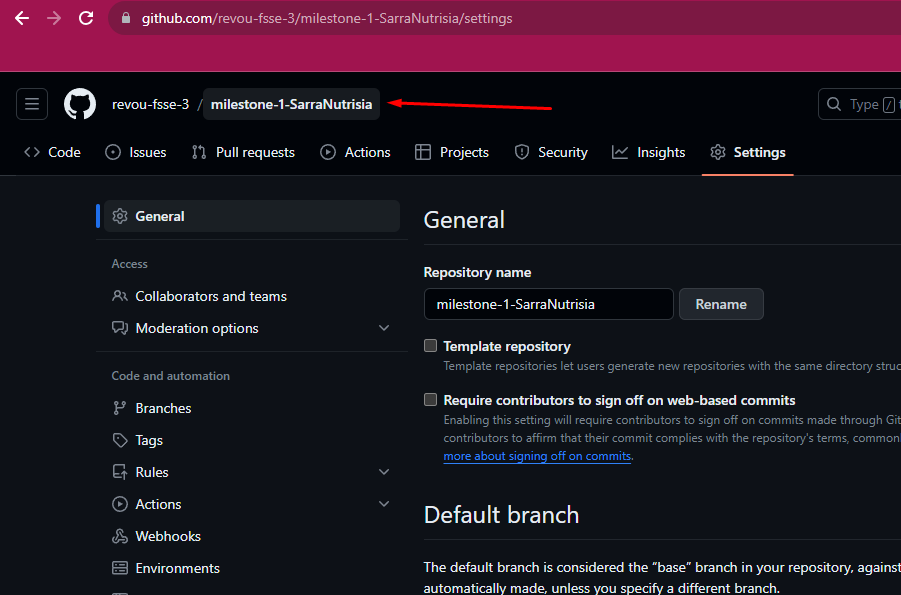 github.com/revou-fsse-3/milestone-1-SarraNutrisia/settings
revou-fsse-3 / milestone-1-SarraNutrisia
Type / t
Code Issues Pull requests Actions Projects Security Insights Settings
General
Access
Collaborators and teams
Moderation options
Code and automation
Branches
Tags
Rules
Actions
Webhooks
Environments
General
Repository name
milestone-1-SarraNutrisia Rename
Template repository
Template repositories let users generate new repositories with the same directory struc
Require contributors to sign off on web-based commits
Enabling this setting will require contributors to sign off on commits made through Git
contributors to affirm that their commit complies with the repository's terms, common
more about signing off on commits.
Default branch
The default branch is considered the “base” branch in your repository, against
automatically made, unless you specify a different branch.